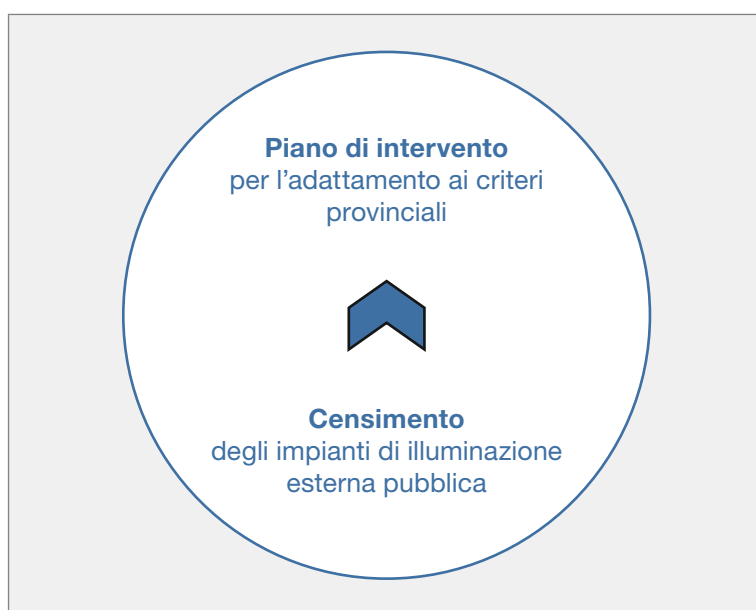 Piano di intervento
per l’adattamento ai criteri
provinciali
Censimento
degli impianti di illuminazione
esterna pubblica